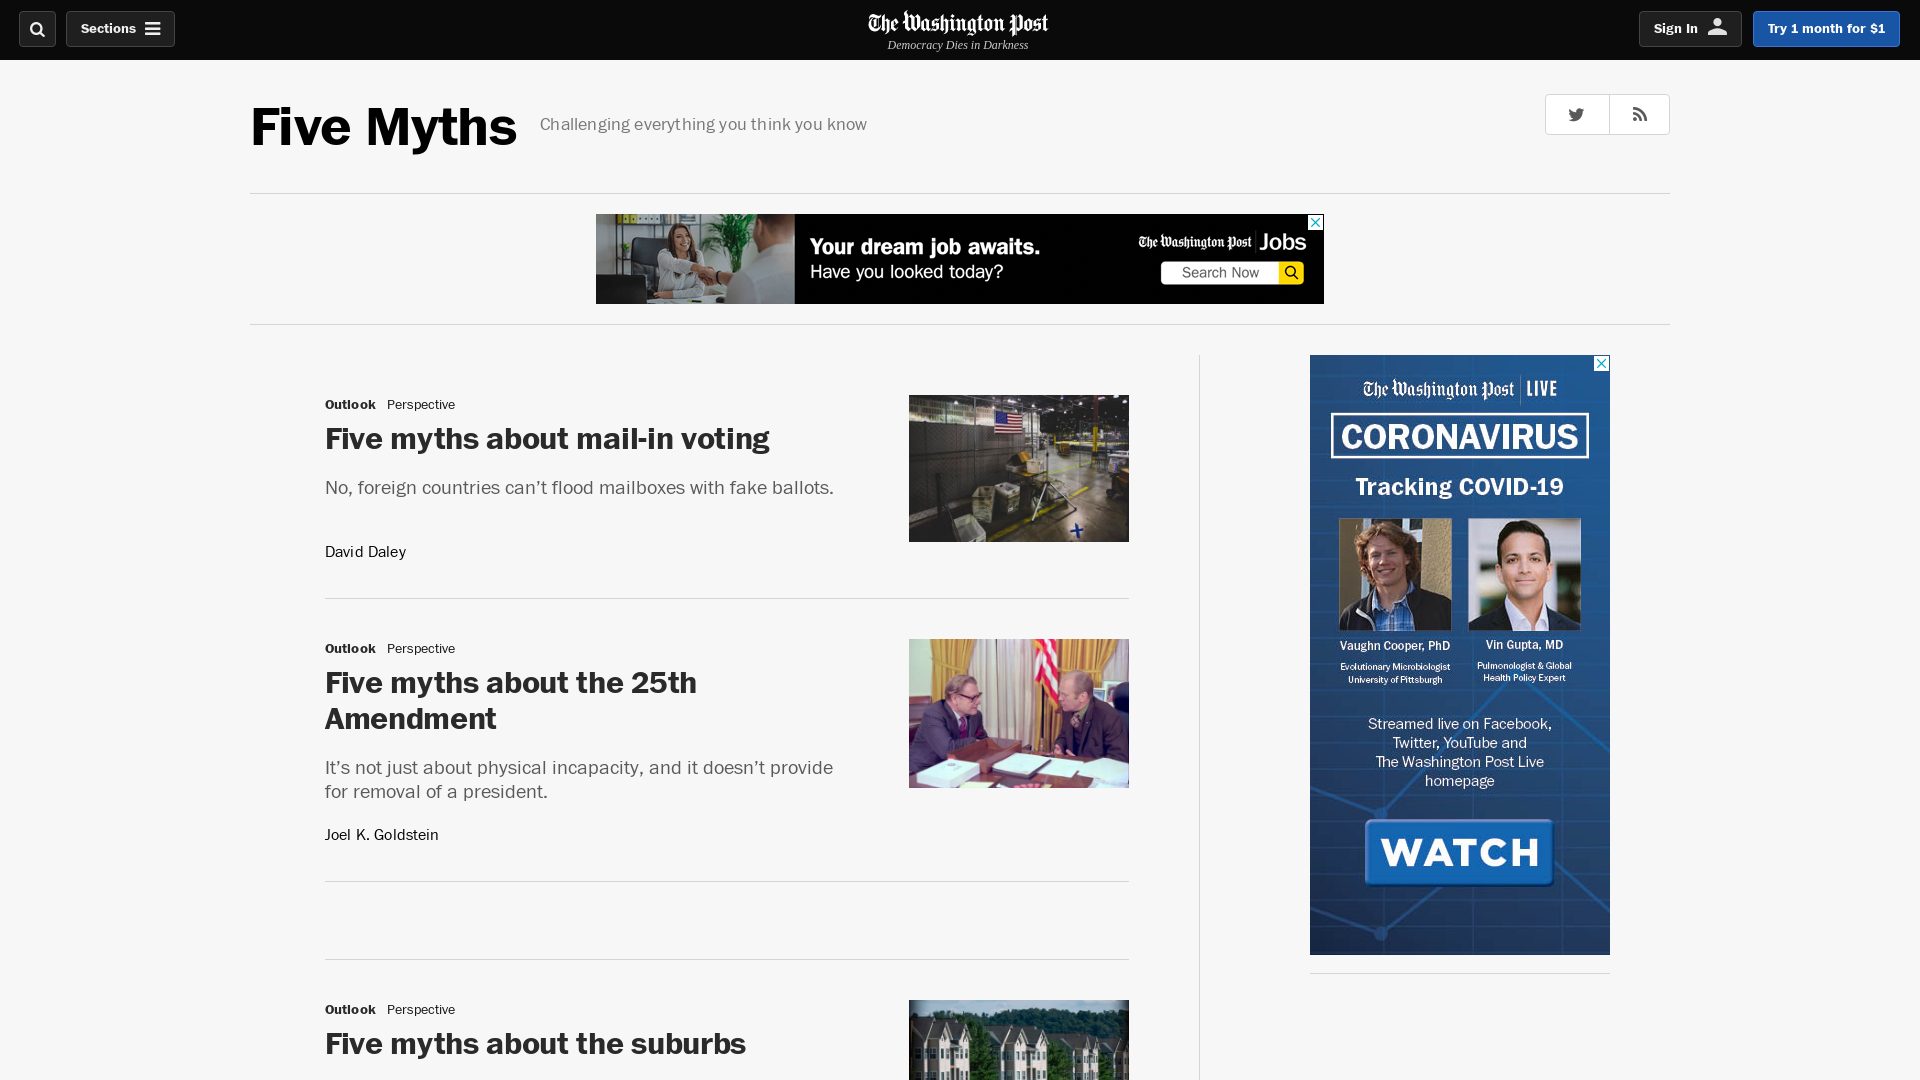 Sections
The Washington Post
Democracy Dies in Darkness
Sign In
Try 1 month for $1
Five Myths
Challenging everything you think you know
Your dream job awaits.
Have you looked today?
The Washington Post Jobs
Search Now
Outlook Perspective
Five myths about mail-in voting
No, foreign countries can’t flood mailboxes with fake ballots.
David Daley
Outlook Perspective
Five myths about the 25th
Amendment
It’s not just about physical incapacity, and it doesn’t provide
for removal of a president.
Joel K. Goldstein
Outlook Perspective
Five myths about the suburbs
The Washington Post LIVE
CORONAVIRUS
Tracking COVID-19
Vaughn Cooper, PhD
Evolutionary Microbiologist
University of Pittsburgh
Vin Gupta, MD
Pulmonologist & Global
Health Policy Expert
Streamed live on Facebook,
Twitter, YouTube and
The Washington Post Live
homepage
WATCH